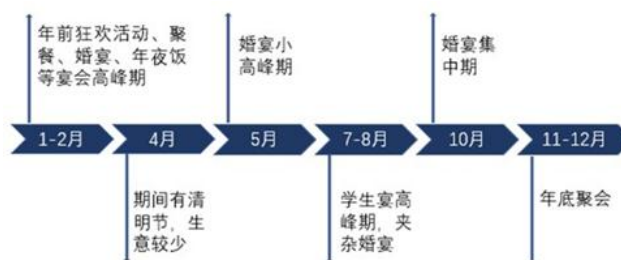 年前狂欢活动、聚
餐、婚宴、年夜饭
等宴会高峰期
婚宴小
高峰期
婚宴集
中期
1-2月
4月
5月
7-8月
10月
11-12月
期间有清
明节，生
意较少
学生宴高
峰期，夹
杂婚宴
年底聚会